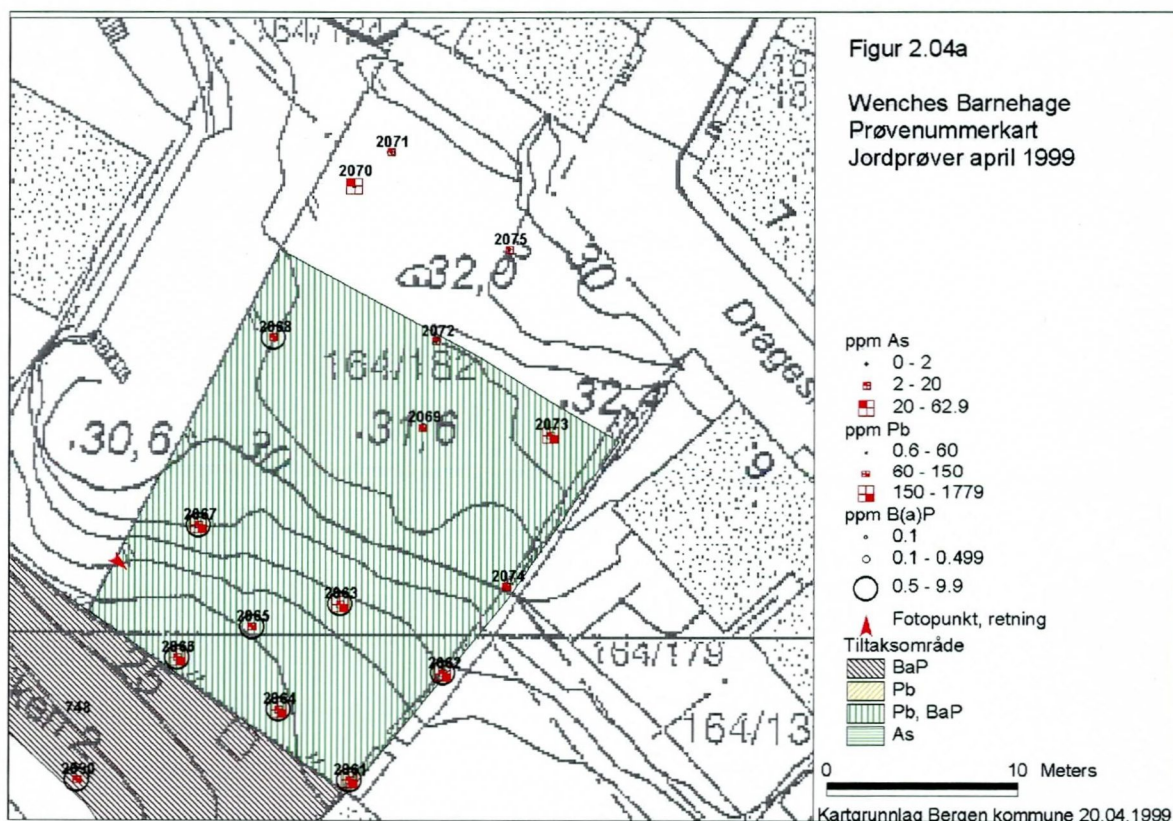 Figur 2.04a
Wenches Barnehage
Prøvenummerkart
Jordprøver april 1999
ppm As
0 - 2
2 - 20
20 - 62.9
ppm Pb
0.6 - 60
60 - 150
150 - 1779
ppm B(a)P
0.1
0.1 - 0.499
0.5 - 9.9
Fotopunkt, retning
Tiltaksområde
BaP
Pb
Pb, BaP
As
0 10 Meters
Kartgrunnlag Bergen kommune 20.04.1999
2071
2070
2075
.32,0
30
Drages
7.
2068
2072
164/182
.32,4
2069
.31,6
2073
.30,6
30
.9
2067
2074
2063
2065
164/179
2062
2064
164/13
748
2061